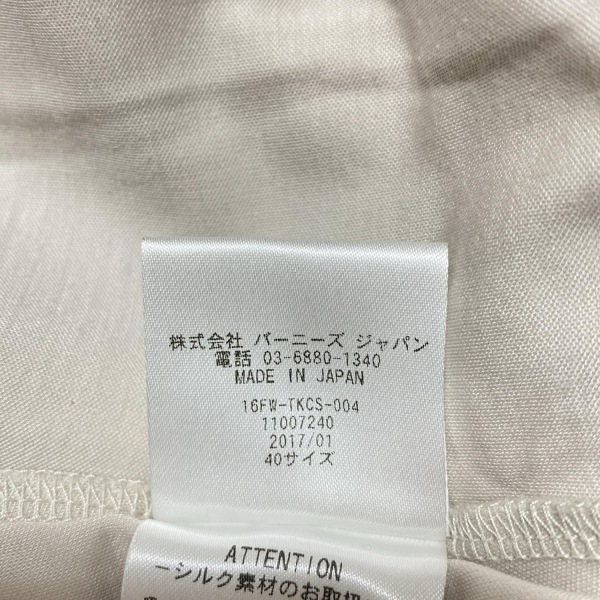 株式会社 バーニーズ ジャパン
電話 03-6880-1340
MADE IN JAPAN
16FW-TKCS-004
11007240
2017/01
40サイズ
ATTENTION
－シルク素材のお取扱